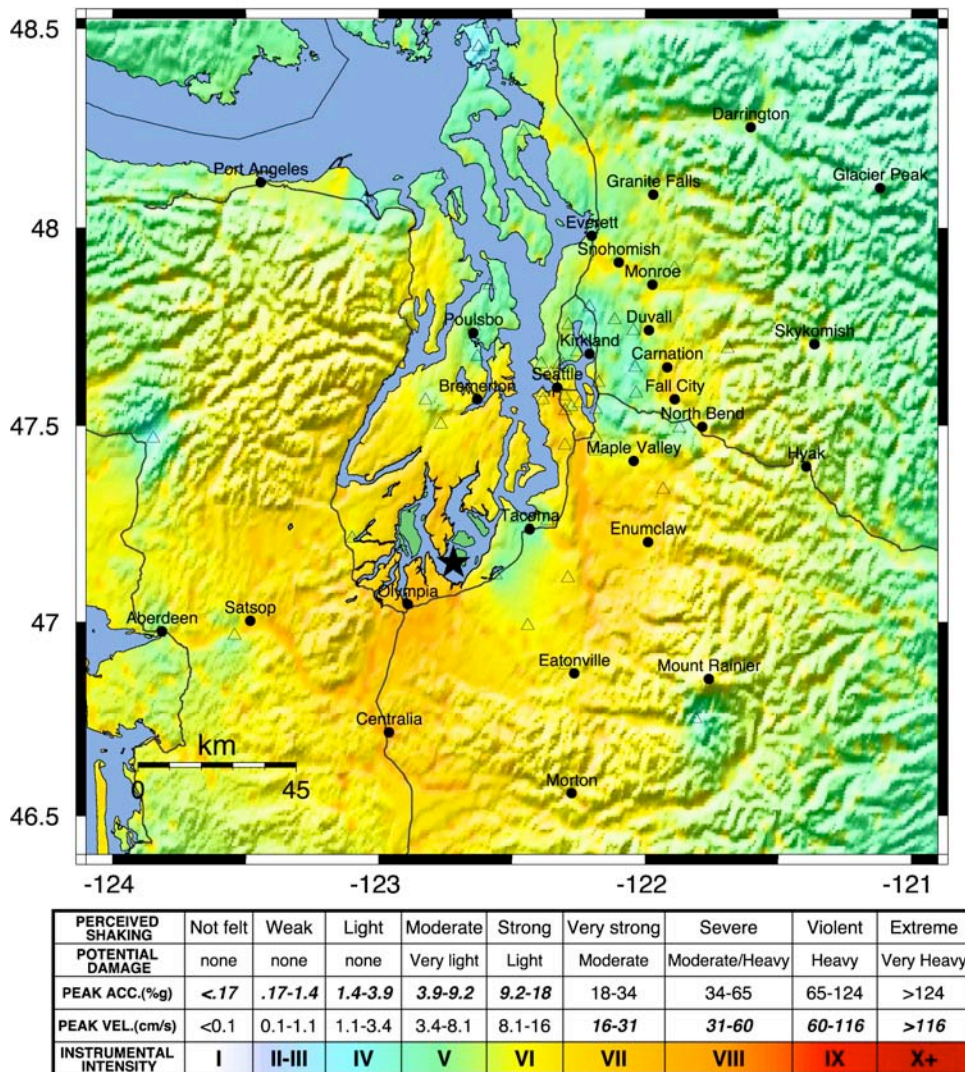 48.5
Darrington
Port Angeles
Glacier Peak
Granite Falls
48
Everett
Snohomish
Monroe
Poulsbo
Duvall
Kirkland
Skykomish
Seattle
Carnation
Bremerton
Fall City
47.5
North Bend
Maple Valley
Hyak
Tacoma
Enumclaw
Olympia
Satsop
47
Aberdeen
Eatonville
Mount Rainier
Centralia
km
0 45
Morton
46.5
-124 -123 -122 -121
PERCEIVED SHAKING Not felt Weak Light Moderate Strong Very strong Severe Violent Extreme
POTENTIAL DAMAGE none none none Very light Light Moderate Moderate/Heavy Heavy Very Heavy
PEAK ACC.(%g) <.17 .17-1.4 1.4-3.9 3.9-9.2 9.2-18 18-34 34-65 65-124 >124
PEAK VEL.(cm/s) <0.1 0.1-1.1 1.1-3.4 3.4-8.1 8.1-16 16-31 31-60 60-116 >116
INSTRUMENTAL INTENSITY I II-III IV V VI VII VIII IX X+